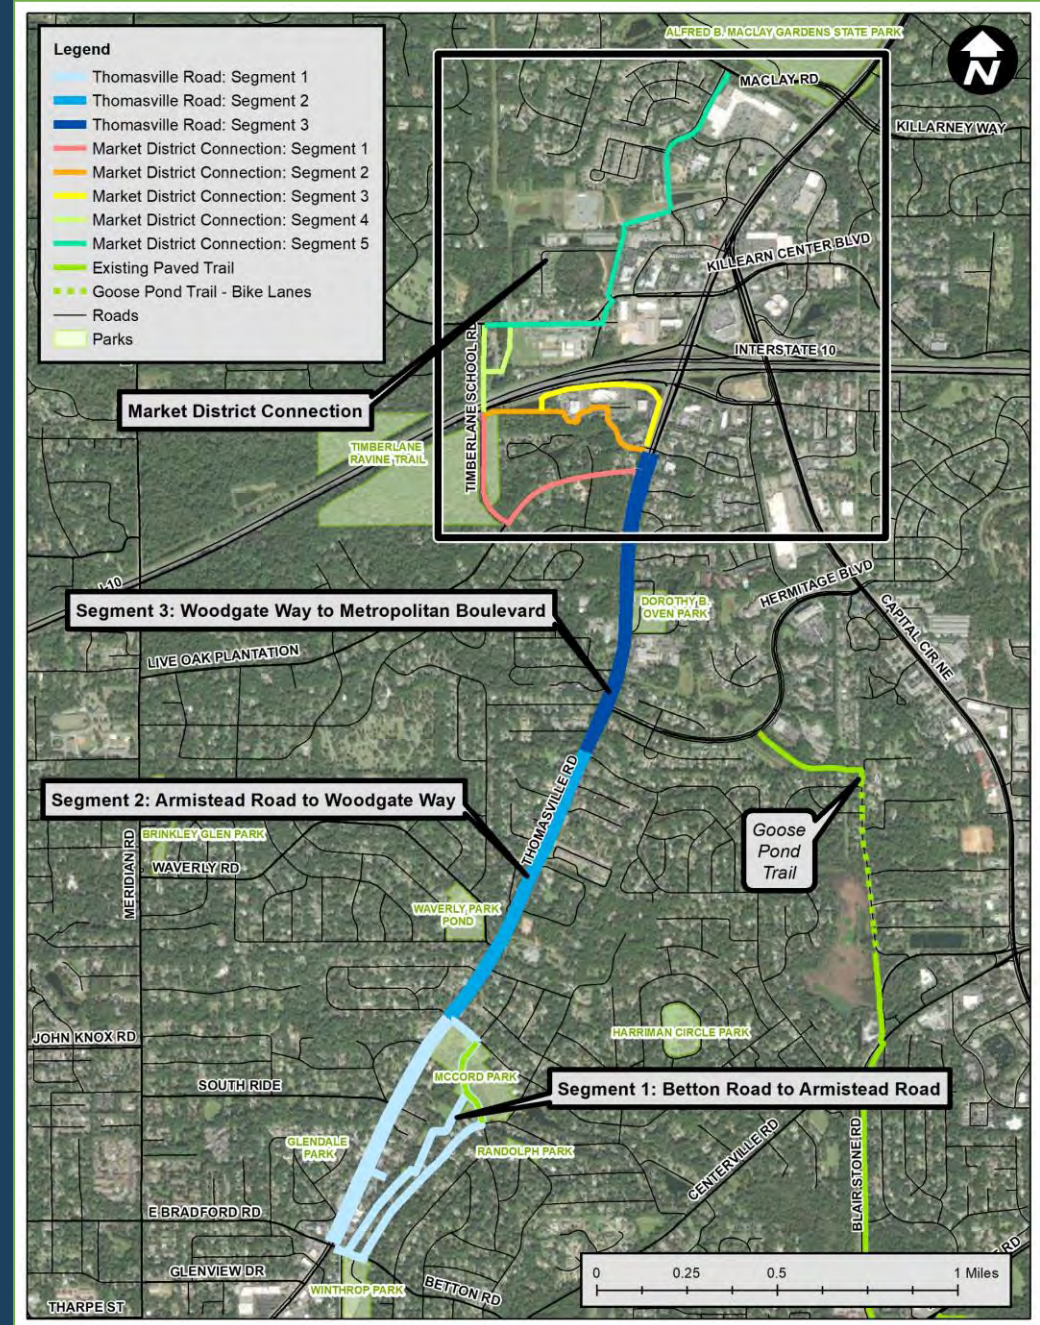 Legend
Thomasville Road: Segment 1
Thomasville Road: Segment 2
Thomasville Road: Segment 3
Market District Connection: Segment 1
Market District Connection: Segment 2
Market District Connection: Segment 3
Market District Connection: Segment 4
Market District Connection: Segment 5
Existing Paved Trail
Goose Pond Trail - Bike Lanes
Roads
Parks
ALFRED B. MACLAY GARDENS STATE PARK
N
MACLAY RD
KILLARNEY WAY
KILLEARN CENTER BLVD
INTERSTATE 10
TIMBERLANE SCHOOL RD
Market District Connection
TIMBERLANE
RAVINE TRAIL
I-10
HERMITAGE BLVD
CAPITAL CIR NE
Segment 3: Woodgate Way to Metropolitan Boulevard
DOROTHY B.
OVEN PARK
LIVE OAK PLANTATION
THOMASVILLE RD
Segment 2: Armistead Road to Woodgate Way
Goose
Pond
Trail
BRINKLEY GLEN PARK
MERIDIAN RD
WAVERLY RD
WAVERLY PARK
POND
JOHN KNOX RD
HARRIMAN CIRCLE PARK
MCCORD PARK
SOUTH RIDE
Segment 1: Betton Road to Armistead Road
GLENDALE
PARK
RANDOLPH PARK
CENTERVILLE RD
BLAIR STONE RD
E BRADFORD RD
GLENVIEW DR
WINTHROP PARK
BETTON RD
THARPE ST
RD
0 0.25 0.5 1 Miles